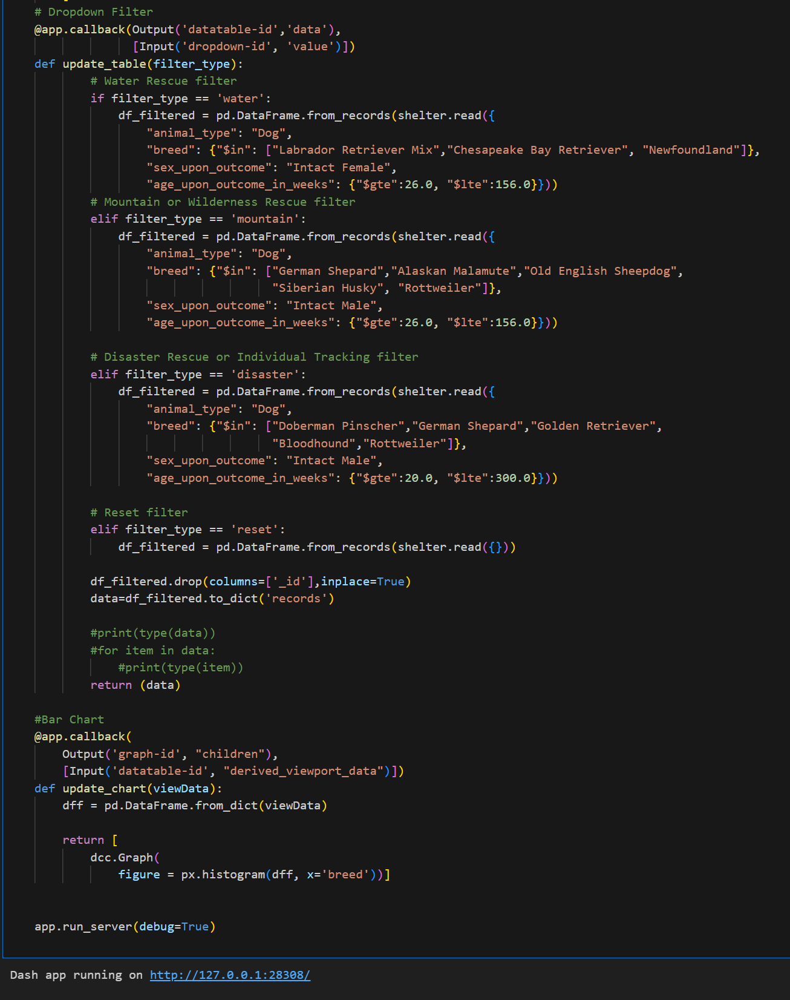 # Dropdown Filter
@app.callback(Output('datatable-id','data'),
              [Input('dropdown-id', 'value')])
def update_table(filter_type):
        # Water Rescue filter
        if filter_type == 'water':
            df_filtered = pd.DataFrame.from_records(shelter.read({
                "animal_type": "Dog",
                "breed": {"$in": ["Labrador Retriever Mix","Chesapeake Bay Retriever", "Newfoundland"]},
                "sex_upon_outcome": "Intact Female",
                "age_upon_outcome_in_weeks": {"$gte":26.0, "$lte":156.0}}))
        # Mountain or Wilderness Rescue filter
        elif filter_type == 'mountain':
            df_filtered = pd.DataFrame.from_records(shelter.read({
                "animal_type": "Dog",
                "breed": {"$in": ["German Shepard","Alaskan Malamute","Old English Sheepdog",
                                  "Siberian Husky", "Rottweiler"]},
                "sex_upon_outcome": "Intact Male",
                "age_upon_outcome_in_weeks": {"$gte":26.0, "$lte":156.0}}))

        # Disaster Rescue or Individual Tracking filter
        elif filter_type == 'disaster':
            df_filtered = pd.DataFrame.from_records(shelter.read({
                "animal_type": "Dog",
                "breed": {"$in": ["Doberman Pinscher","German Shepard","Golden Retriever",
                                  "Bloodhound","Rottweiler"]},
                "sex_upon_outcome": "Intact Male",
                "age_upon_outcome_in_weeks": {"$gte":20.0, "$lte":300.0}}))

        # Reset filter
        elif filter_type == 'reset':
            df_filtered = pd.DataFrame.from_records(shelter.read({}))

        df_filtered.drop(columns=['_id'],inplace=True)
        data=df_filtered.to_dict('records')

        #print(type(data))
        #for item in data:
            #print(type(item))
        return (data)

#Bar Chart
@app.callback(
    Output('graph-id', "children"),
    [Input('datatable-id', "derived_viewport_data")])
def update_chart(viewData):
    dff = pd.DataFrame.from_dict(viewData)

    return [
        dcc.Graph(
            figure = px.histogram(dff, x='breed'))]

app.run_server(debug=True)

Dash app running on http://127.0.0.1:28308/